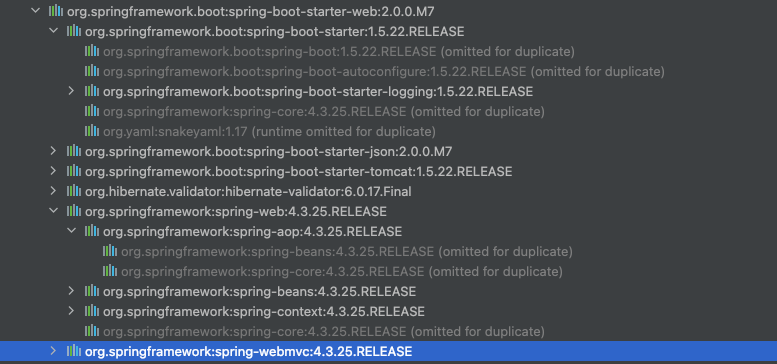 org.springframework.boot:spring-boot-starter-web:2.0.0.M7
org.springframework.boot:spring-boot-starter:1.5.22.RELEASE
org.springframework.boot:spring-boot:1.5.22.RELEASE (omitted for duplicate)
org.springframework.boot:spring-boot-autoconfigure:1.5.22.RELEASE (omitted for duplicate)
org.springframework.boot:spring-boot-starter-logging:1.5.22.RELEASE
org.springframework:spring-core:4.3.25.RELEASE (omitted for duplicate)
org.yaml:snakeyaml:1.17 (runtime omitted for duplicate)
org.springframework.boot:spring-boot-starter-json:2.0.0.M7
org.springframework.boot:spring-boot-starter-tomcat:1.5.22.RELEASE
org.hibernate.validator:hibernate-validator:6.0.17.Final
org.springframework:spring-web:4.3.25.RELEASE
org.springframework:spring-aop:4.3.25.RELEASE
org.springframework:spring-beans:4.3.25.RELEASE (omitted for duplicate)
org.springframework:spring-core:4.3.25.RELEASE (omitted for duplicate)
org.springframework:spring-beans:4.3.25.RELEASE
org.springframework:spring-context:4.3.25.RELEASE
org.springframework:spring-core:4.3.25.RELEASE (omitted for duplicate)
org.springframework:spring-webmvc:4.3.25.RELEASE